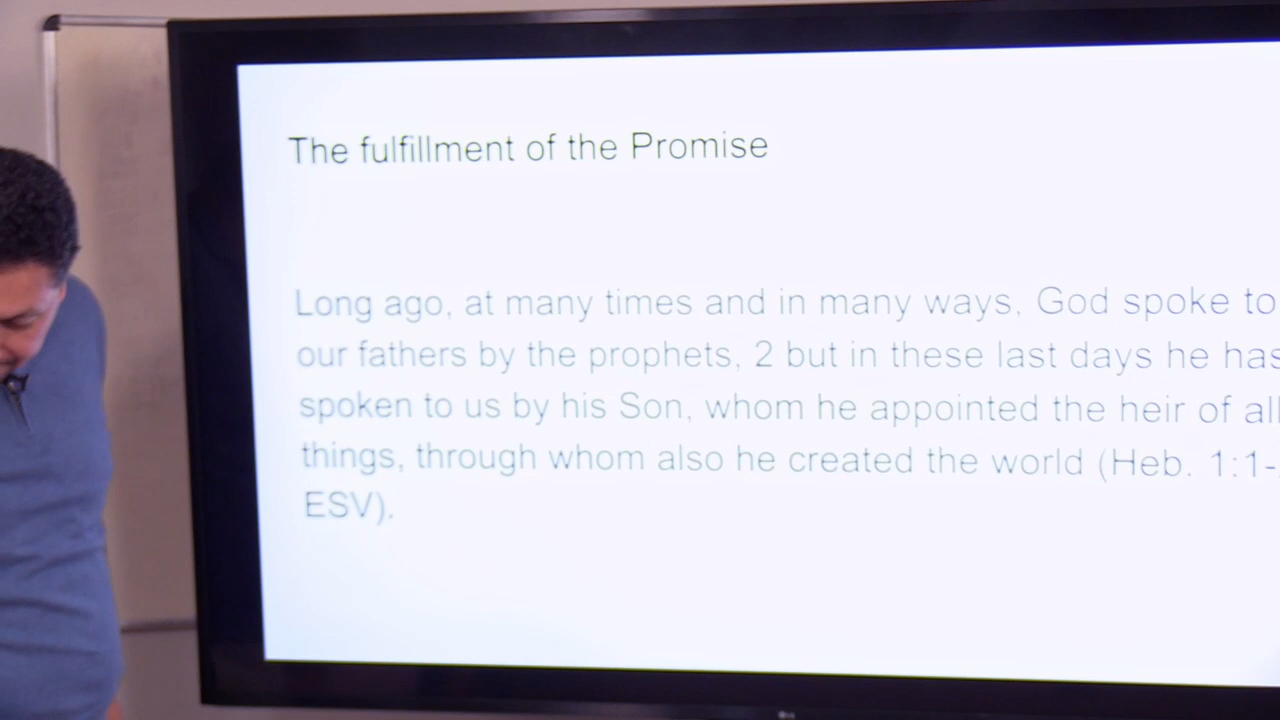 The fulfillment of the Promise
Long ago, at many times and in many ways, God spoke to
our fathers by the prophets, 2 but in these last days he has
spoken to us by his Son, whom he appointed the heir of all
things, through whom also he created the world (Heb. 1:1-
ESV).